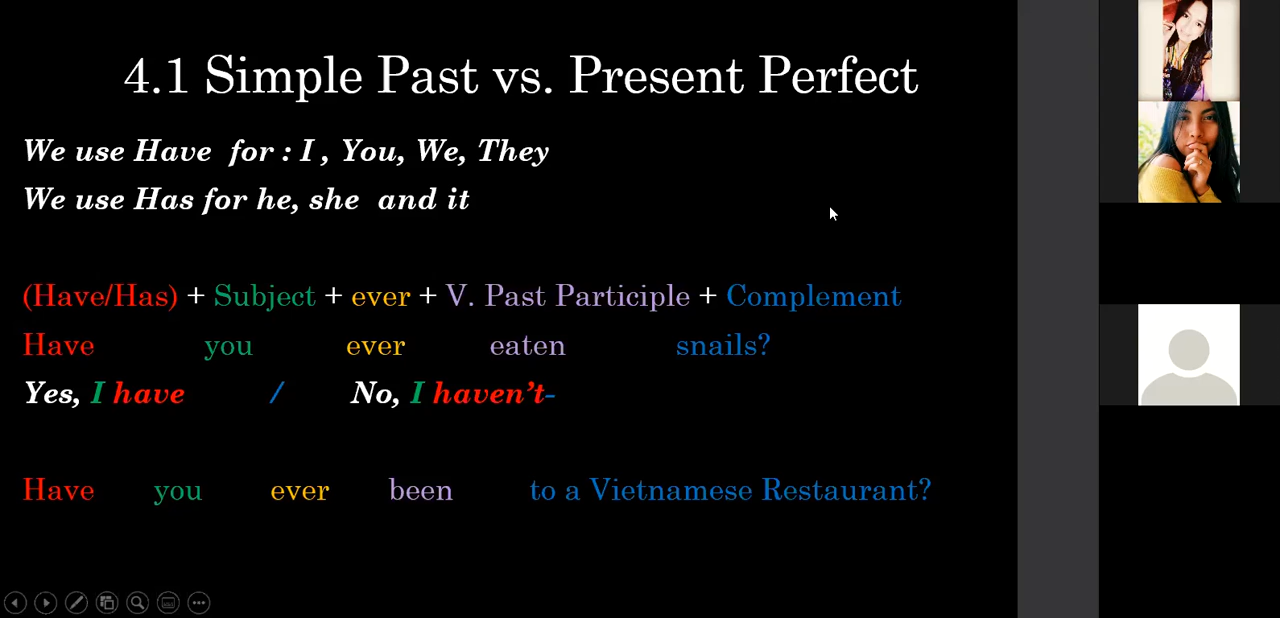 4.1 Simple Past vs. Present Perfect
We use Have for : I , You, We, They
We use Has for he, she and it
(Have/Has) + Subject + ever + V. Past Participle + Complement
Have you ever eaten snails?
Yes, I have / No, I haven't-
Have you ever been to a Vietnamese Restaurant?